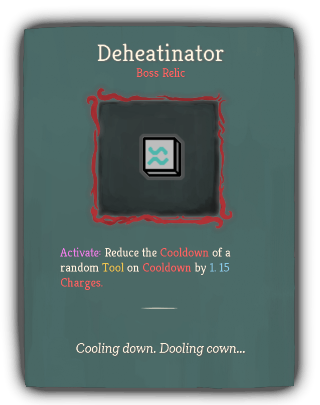 Deheatinator
Boss Relic
Activate: Reduce the Cooldown of a
random Tool on Cooldown by 1. 15
Charges.
Cooling down. Dooling cown...